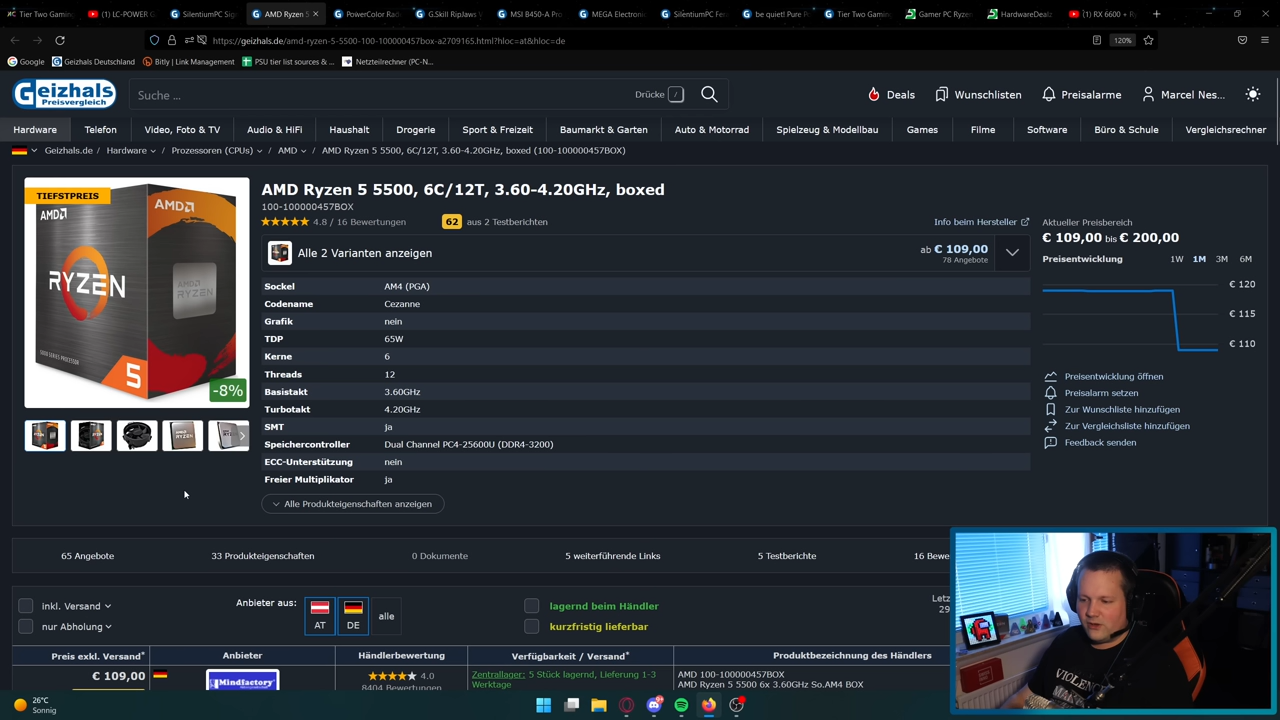 Tier Two Gamin
(1) LC-POWER G
SilentiumPC Sig
AMD Ryzen 5
PowerColor Rad
G.Skill RipJaws
MSI B450-A Pro
MEGA Electroni
SilentiumPC Fer
be quiet! Pure P
Tier Two Gamin
Gamer PC Ryze
HardwareDealz
(1) RX 6600 + R
https://geizhals.de/amd-ryzen-5-5500-100-100000457box-a2709165.html?hloc=at&hloc=de
120%
Google
Geizhals Deutschland
Bitly | Link Management
PSU tier list sources & ...
Netzteilrechner (PC-N...
Geizhals
Preisvergleich
Suche ...
Drücke /
Deals
Wunschlisten
Preisalarme
Marcel Nes...
Hardware
Telefon
Video, Foto & TV
Audio & HiFi
Haushalt
Drogerie
Sport & Freizeit
Baumarkt & Garten
Auto & Motorrad
Spielzeug & Modellbau
Games
Filme
Software
Büro & Schule
Vergleichsrechner
Geizhals.de / Hardware / Prozessoren (CPUs) / AMD / AMD Ryzen 5 5500, 6C/12T, 3.60-4.20GHz, boxed (100-100000457BOX)
TIEFSTPREIS
AMD
AMD
RYZEN
AMD
RYZEN
5000 SERIES PROCESSOR
5
-8%
AMD Ryzen 5 5500, 6C/12T, 3.60-4.20GHz, boxed
100-100000457BOX
4.8 / 16 Bewertungen
62 aus 2 Testberichten
Info beim Hersteller
Alle 2 Varianten anzeigen
ab € 109,00
78 Angebote
Sockel AM4 (PGA)
Codename Cezanne
Grafik nein
TDP 65W
Kerne 6
Threads 12
Basistakt 3.60GHz
Turbotakt 4.20GHz
SMT ja
Speichercontroller Dual Channel PC4-25600U (DDR4-3200)
ECC-Unterstützung nein
Freier Multiplikator ja
Alle Produkteigenschaften anzeigen
Aktueller Preisbereich
€ 109,00 bis € 200,00
Preisentwicklung 1W 1M 3M 6M
€ 120
€ 115
€ 110
Preisentwicklung öffnen
Preisalarm setzen
Zur Wunschliste hinzufügen
Zur Vergleichsliste hinzufügen
Feedback senden
65 Angebote
33 Produkteigenschaften
0 Dokumente
5 weiterführende Links
5 Testberichte
16 Bewe
inkl. Versand
nur Abholung
Anbieter aus:
AT
DE
alle
lagernd beim Händler
kurzfristig lieferbar
Letz
29
Preis exkl. Versand*
Anbieter
Händlerbewertung
Verfügbarkeit / Versand*
Produktbezeichnung des Händlers
€ 109,00
Mindfactory
4.0
8404 Bewertungen
Zentrallager: 5 Stück lagernd, Lieferung 1-3
Werktage
AMD 100-100000457BOX
AMD Ryzen 5 5500 6x 3.60GHz So.AM4 BOX
VIOLENC
26°C
Sonnig